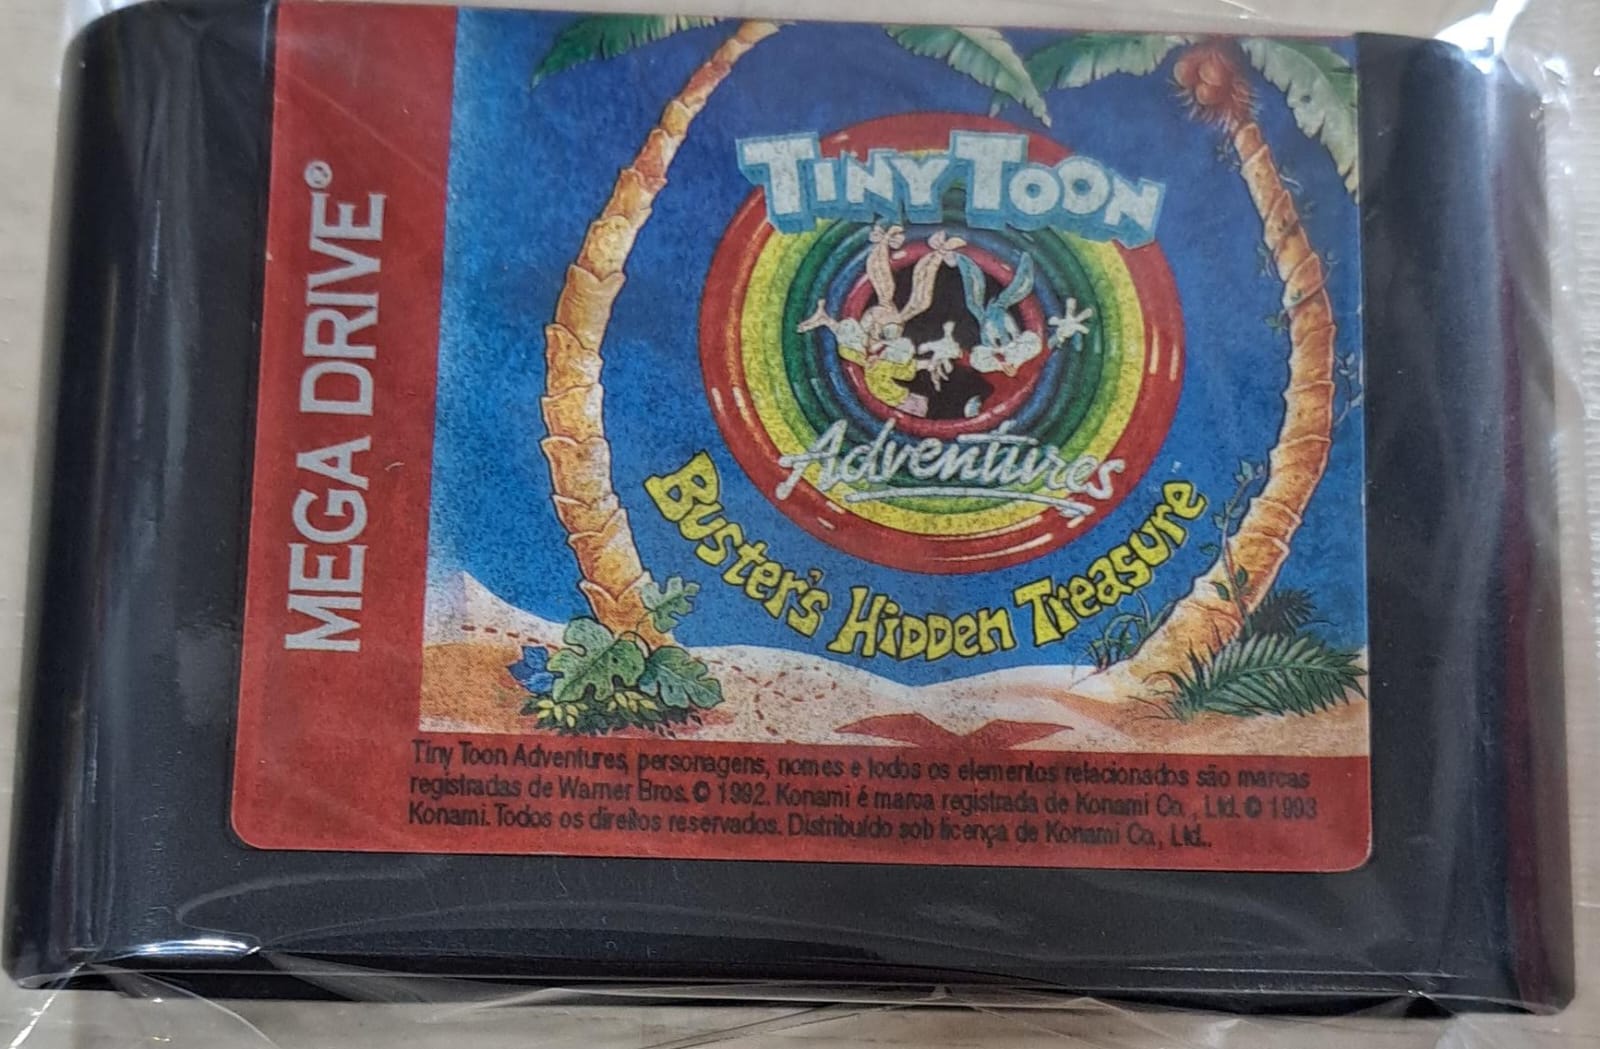 MEGA DRIVE®
TINY TOON
Adventures
BUSTER'S HIDDEN TREASURE
Tiny Toon Adventures, personagens, nomes e todos os elementos relacionados são marcas
registradas de Warner Bros. © 1992. Konami é marca registrada de Konami Co., Ltd. © 1993
Konami. Todos os direitos reservados. Distribuído sob licença de Konami Co., Ltd..